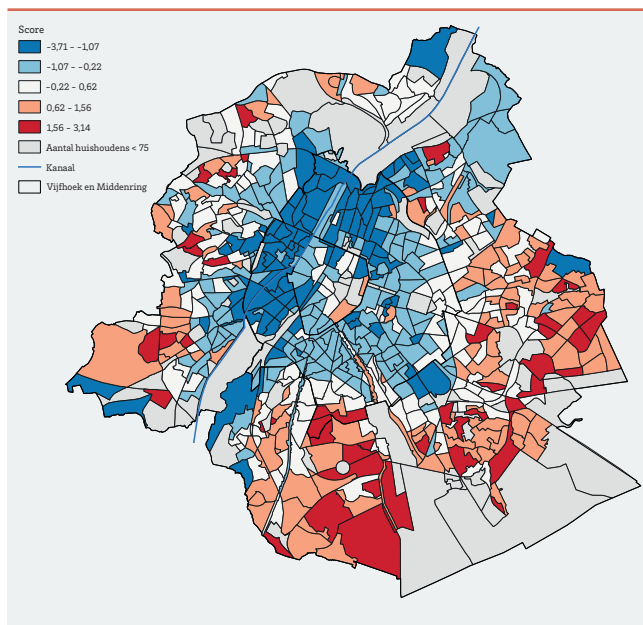 Score
-3,71 - -1,07
-1,07 - -0,22
-0,22 - 0,62
0,62 - 1,56
1,56 - 3,14
Aantal huishoudens < 75
Kanaal
Vijfhoek en Middenring